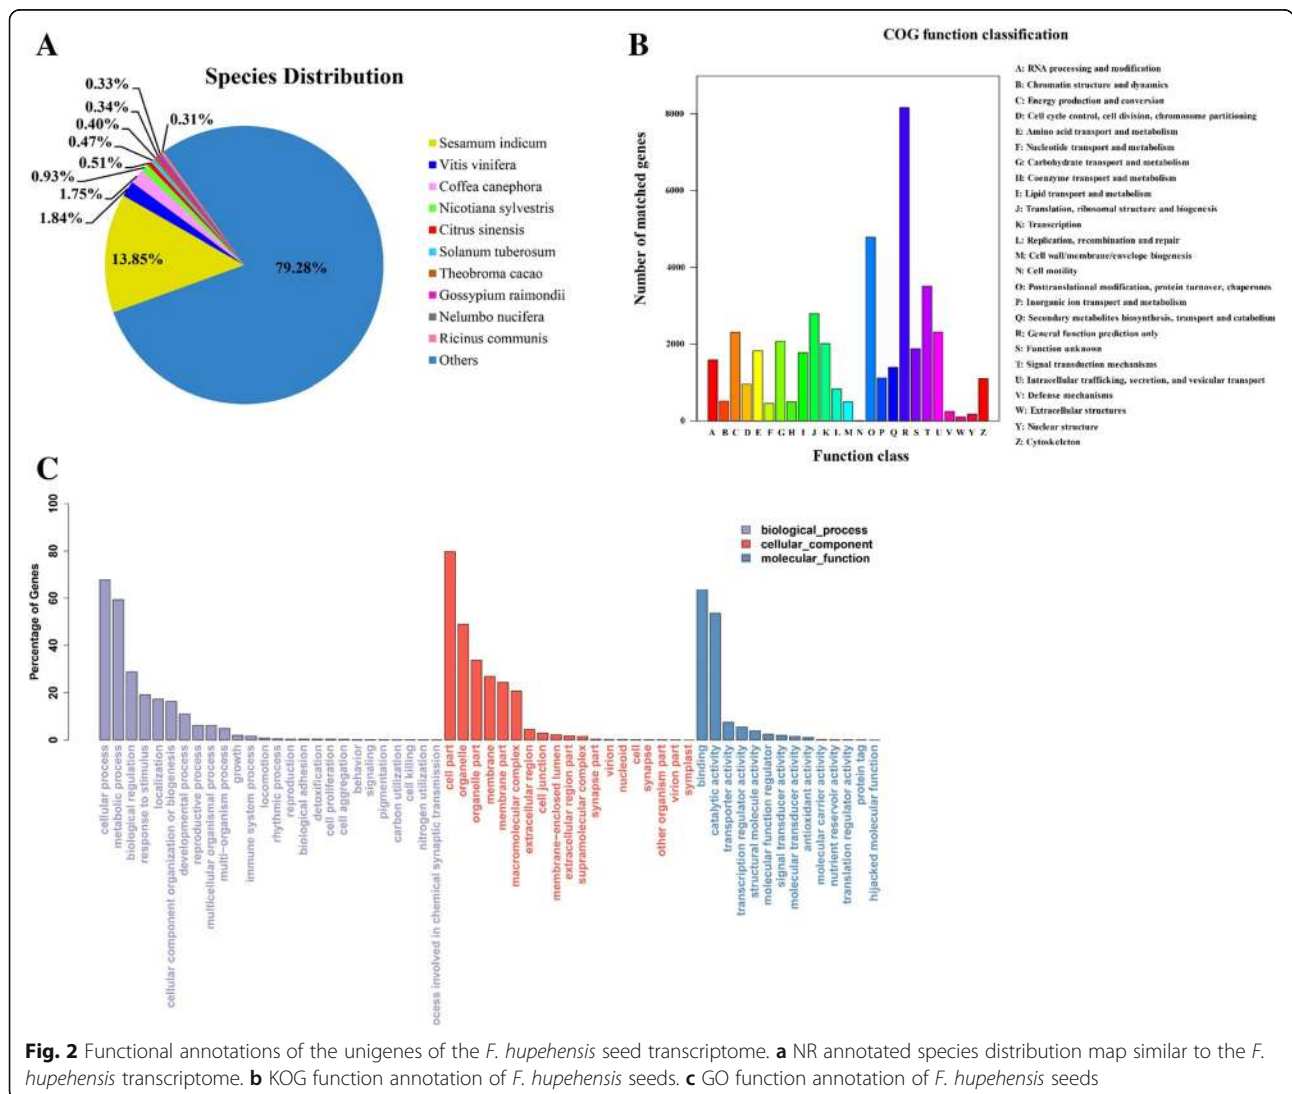 A
Species Distribution
0.33%
0.34%
0.40%
0.47%
0.51%
0.93%
1.75%
1.84%
0.31%
13.85%
79.28%
Sesamum indicum
Vitis vinifera
Coffea canephora
Nicotiana sylvestris
Citrus sinensis
Solanum tuberosum
Theobroma cacao
Gossypium raimondii
Nelumbo nucifera
Ricinus communis
Others
B
COG function classification
Number of matched genes
8000
6000
4000
2000
0
A B C D E F G H I J K L M N O P Q R S T U V W Y Z
Function class
A: RNA processing and modification
B: Chromatin structure and dynamics
C: Energy production and conversion
D: Cell cycle control, cell division, chromosome partitioning
E: Amino acid transport and metabolism
F: Nucleotide transport and metabolism
G: Carbohydrate transport and metabolism
H: Coenzyme transport and metabolism
I: Lipid transport and metabolism
J: Translation, ribosomal structure and biogenesis
K: Transcription
L: Replication, recombination and repair
M: Cell wall/membrane/envelope biogenesis
N: Cell motility
O: Posttranslational modification, protein turnover, chaperones
P: Inorganic ion transport and metabolism
Q: Secondary metabolites biosynthesis, transport and catabolism
R: General function prediction only
S: Function unknown
T: Signal transduction mechanisms
U: Intracellular trafficking, secretion, and vesicular transport
V: Defense mechanisms
W: Extracellular structures
Y: Nuclear structure
Z: Cytoskeleton
C
Percentage of Genes
100
80
60
40
20
0
biological_process
cellular_component
molecular_function
cellular process
metabolic process
biological regulation
response to stimulus
localization
cellular component organization or biogenesis
developmental process
reproductive process
multicellular organismal process
multi-organism process
growth
immune system process
locomotion
rhythmic process
reproduction
biological adhesion
detoxification
cell proliferation
cell aggregation
behavior
signaling
pigmentation
carbon utilization
cell killing
nitrogen utilization
ocess involved in chemical synaptic transmission
cell part
organelle
organelle part
membrane
membrane part
macromolecular complex
extracellular region
cell junction
membrane-enclosed lumen
extracellular region part
supramolecular complex
synapse part
virion
nucleoid
cell
synapse
other organism part
virion part
symplast
binding
catalytic activity
transporter activity
transcription regulator activity
structural molecule activity
molecular function regulator
signal transducer activity
molecular transducer activity
antioxidant activity
molecular carrier activity
nutrient reservoir activity
translation regulator activity
protein tag
hijacked molecular function
Fig. 2 Functional annotations of the unigenes of the F. hupehensis seed transcriptome. a NR annotated species distribution map similar to the F.
hupehensis transcriptome. b KOG function annotation of F. hupehensis seeds. c GO function annotation of F. hupehensis seeds